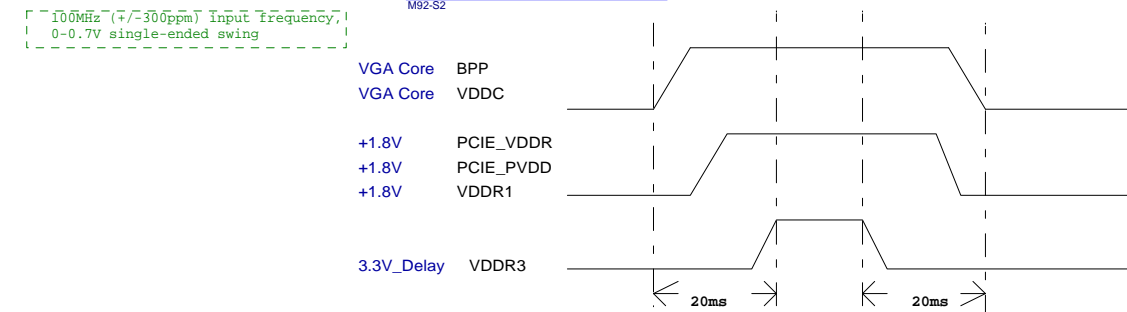 M92-S2
100MHz (+/-300ppm) input frequency,
0-0.7V single-ended swing
VGA Core BPP
VGA Core VDDC
+1.8V PCIE_VDDR
+1.8V PCIE_PVDD
+1.8V VDDR1
3.3V_Delay VDDR3
20ms 20ms